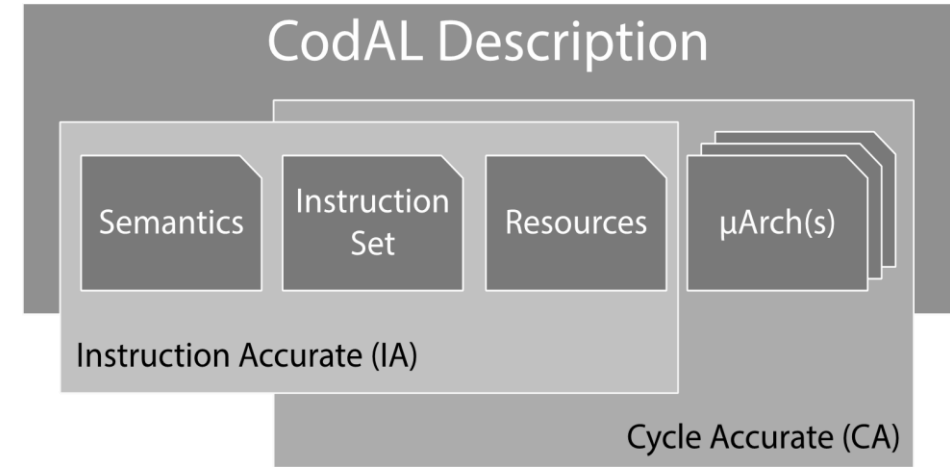 CodAL Description
Semantics
Instruction
Set
Resources
µArch(s)
Instruction Accurate (IA)
Cycle Accurate (CA)